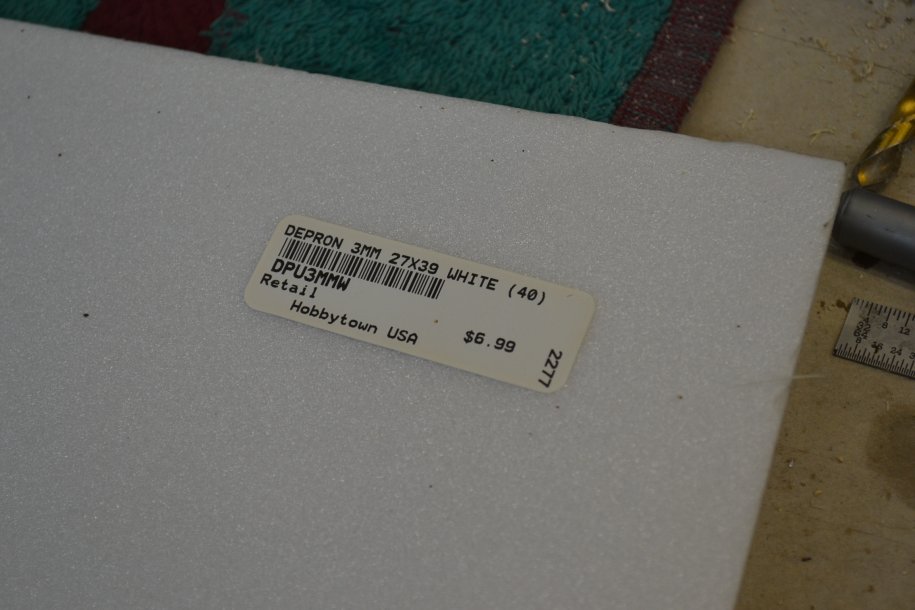 DEPRON 3MM 27X39 WHITE (40)
DPU3MMW
Retail
Hobbytown USA $6.99
2277